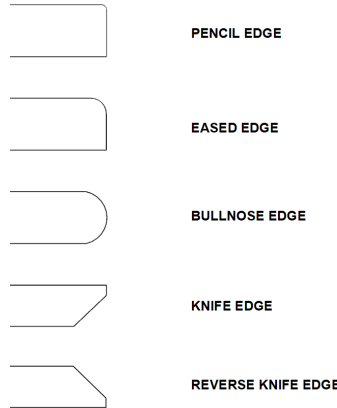 PENCIL EDGE
EASED EDGE
BULLNOSE EDGE
KNIFE EDGE
REVERSE KNIFE EDGE